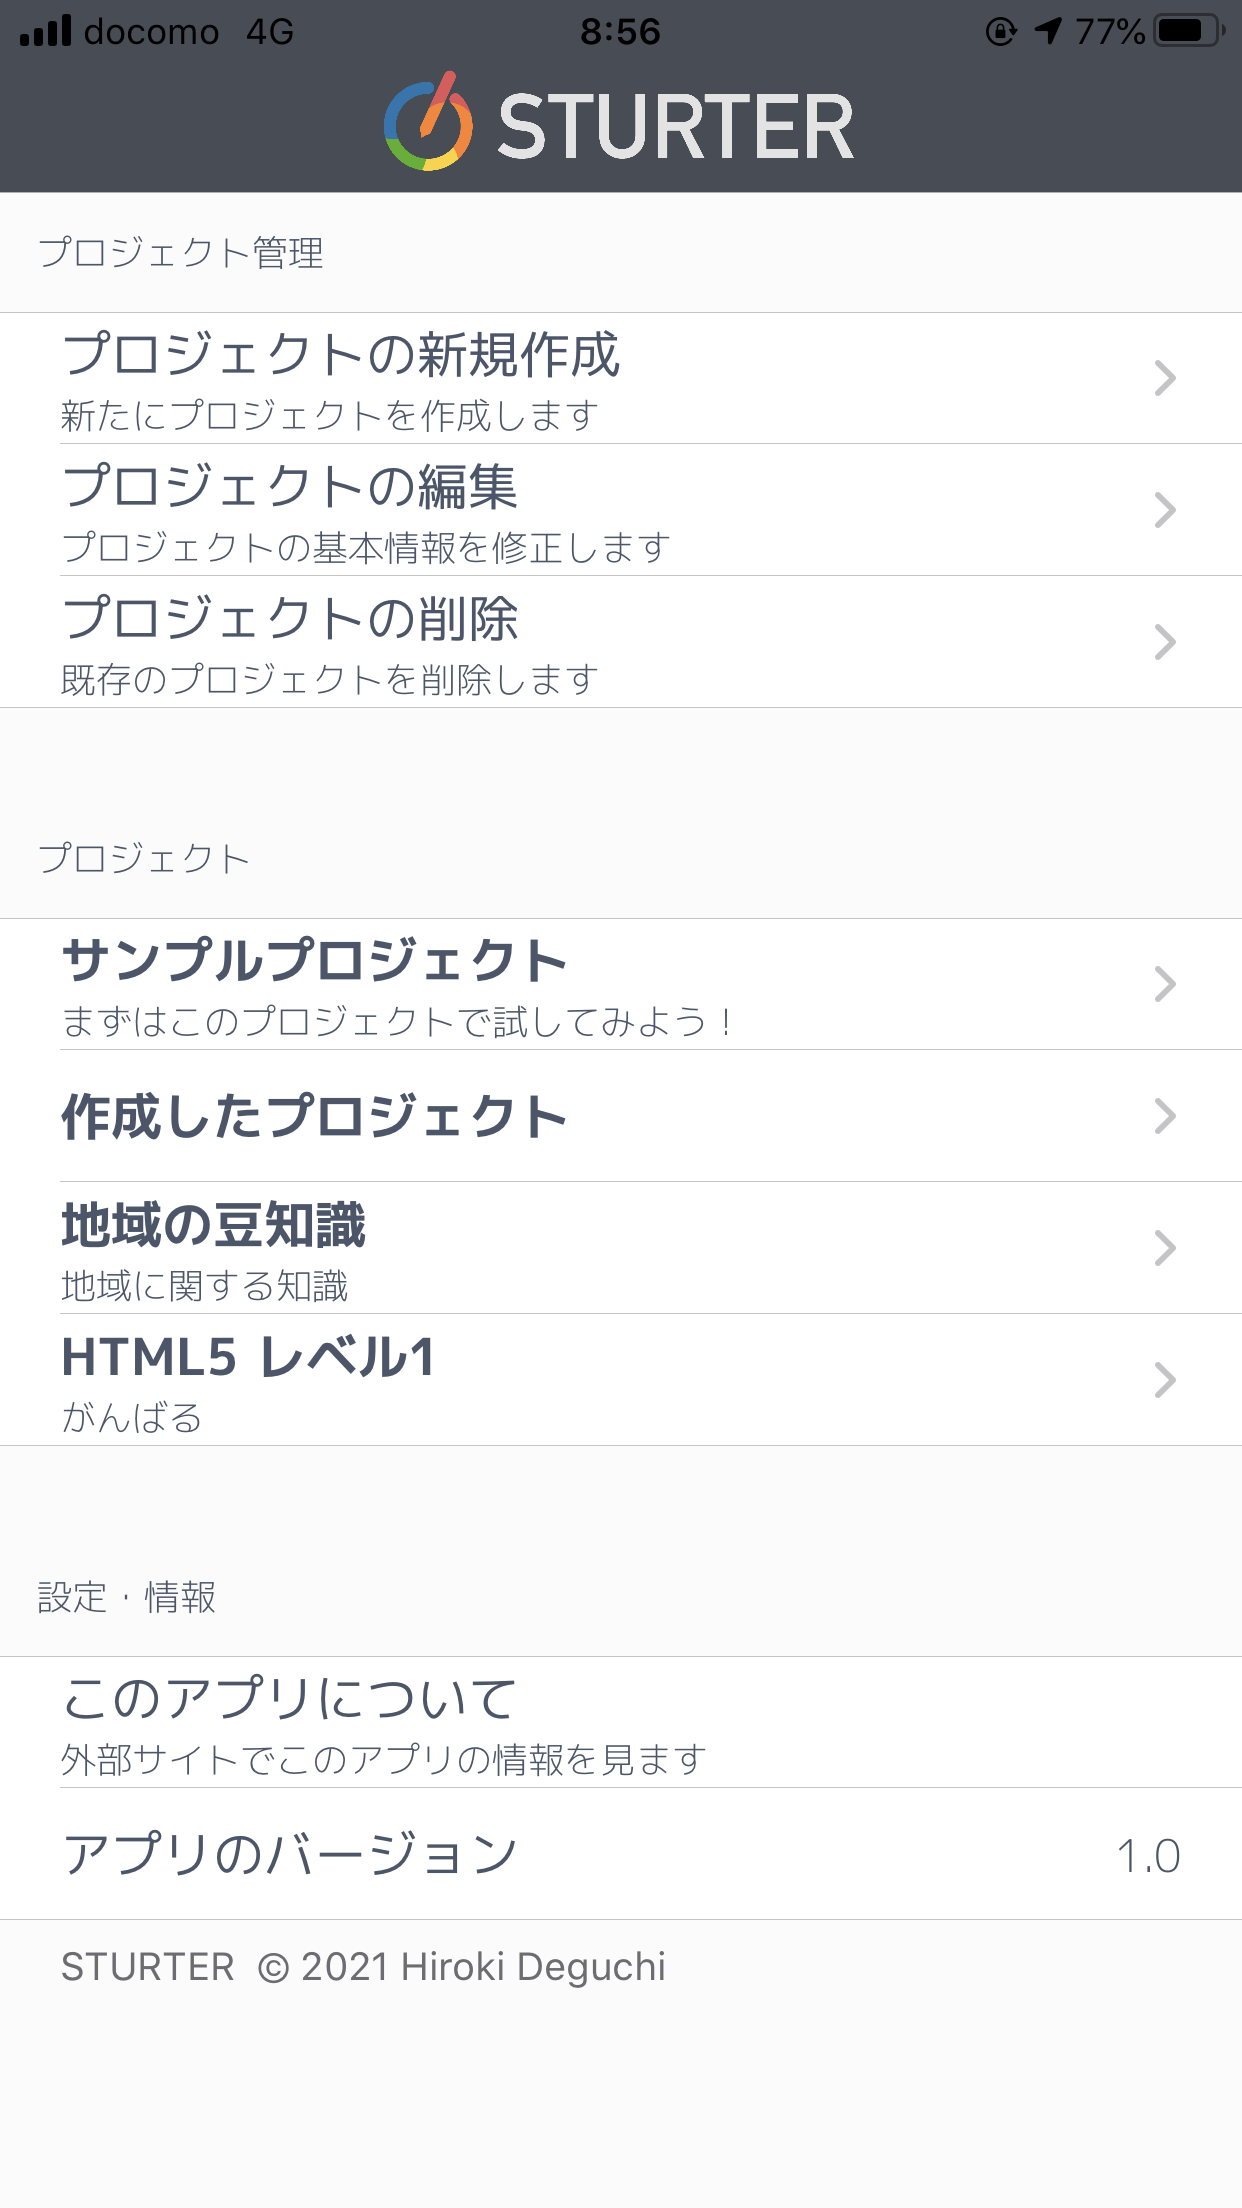 docomo 4G 8:56 77%
STURTER
プロジェクト管理
プロジェクトの新規作成
新たにプロジェクトを作成します
プロジェクトの編集
プロジェクトの基本情報を修正します
プロジェクトの削除
既存のプロジェクトを削除します
プロジェクト
サンプルプロジェクト
まずはこのプロジェクトで試してみよう！
作成したプロジェクト
地域の豆知識
地域に関する知識
HTML5 レベル1
がんばる
設定・情報
このアプリについて
外部サイトでこのアプリの情報を見ます
アプリのバージョン 1.0
STURTER © 2021 Hiroki Deguchi